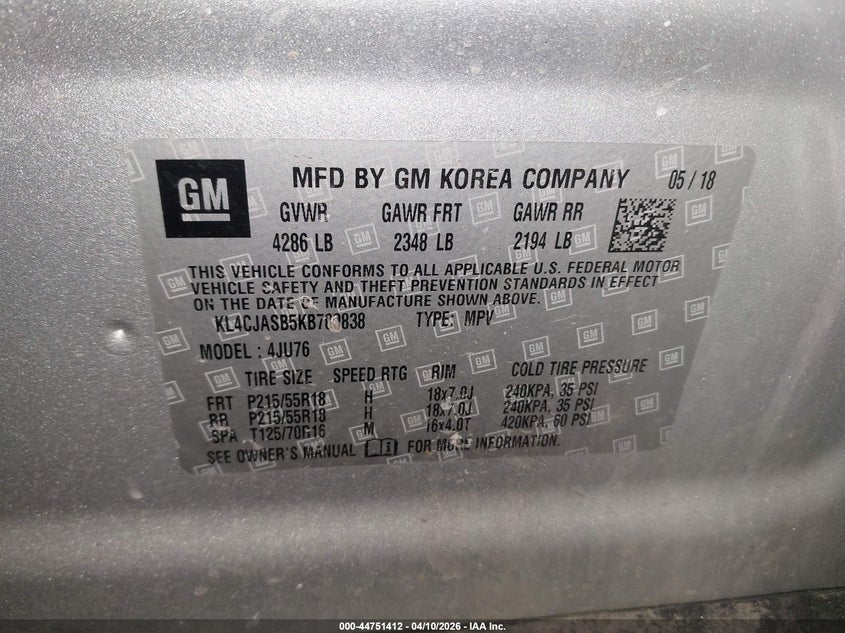 GM
MFD BY GM KOREA COMPANY 05 / 18
GVWR GAWR FRT GAWR RR
4286 LB 2348 LB 2194 LB
THIS VEHICLE CONFORMS TO ALL APPLICABLE U.S. FEDERAL MOTOR
VEHICLE SAFETY AND THEFT PREVENTION STANDARDS IN EFFECT
ON THE DATE OF MANUFACTURE SHOWN ABOVE.
TYPE: MPV
MODEL : 4JU76
TIRE SIZE SPEED RTG RIM COLD TIRE PRESSURE
FRT P215/55R18 H 18x7.0J 240KPA, 35 PSI
RR P215/55R18 H 18x7.0J 240KPA, 35 PSI
SPA M 16x4.0T 420KPA, 60 PSI
SEE OWNER'S MANUAL FOR MORE INFORMATION.
000-44751412 - 04/10/2026 - IAA Inc.